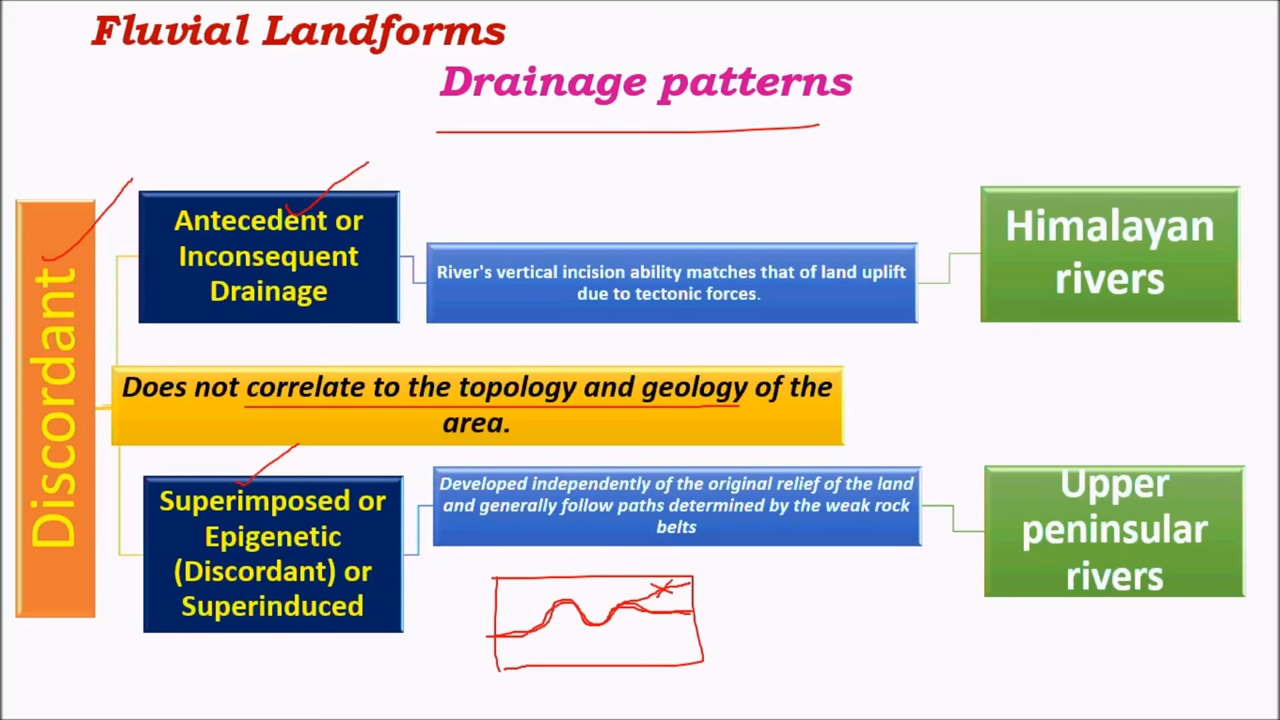 Fluvial Landforms
Drainage patterns
Discordant
Antecedent or
Inconsequent
Drainage
River's vertical incision ability matches that of land uplift
due to tectonic forces.
Himalayan
rivers
Does not correlate to the topology and geology of the
area.
Superimposed or
Epigenetic
(Discordant) or
Superinduced
Developed independently of the original relief of the land
and generally follow paths determined by the weak rock
belts
Upper
peninsular
rivers